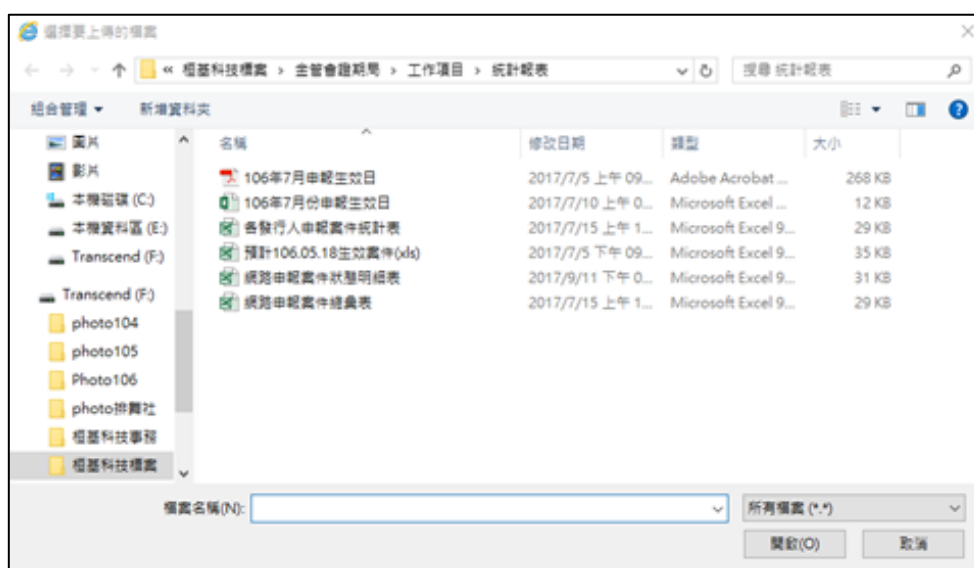 選擇要上傳的檔案
« 桓基科技檔案 › 金管會證期局 › 工作項目 › 統計報表
搜尋 統計報表
組合管理 新增資料夾
名稱 修改日期 類型 大小
圖片
影片
本機磁碟 (C:)
本機資料區 (E:)
Transcend (F:)
Transcend (F:)
photo104
photo105
Photo106
photo排舞社
桓基科技事務
桓基科技檔案
106年7月申報生效日 2017/7/5 上午 09... Adobe Acrobat ... 268 KB
106年7月份申報生效日 2017/7/10 上午 0... Microsoft Excel ... 12 KB
各發行人申報案件統計表 2017/7/15 上午 1... Microsoft Excel 9... 29 KB
預計106.05.18生效案件(xls) 2017/7/5 下午 09... Microsoft Excel 9... 35 KB
網路申報案件狀態明細表 2017/9/11 下午 0... Microsoft Excel 9... 31 KB
網路申報案件總彙表 2017/7/15 上午 1... Microsoft Excel 9... 29 KB
檔案名稱(N):
所有檔案 (*.*)
開啟(O) 取消